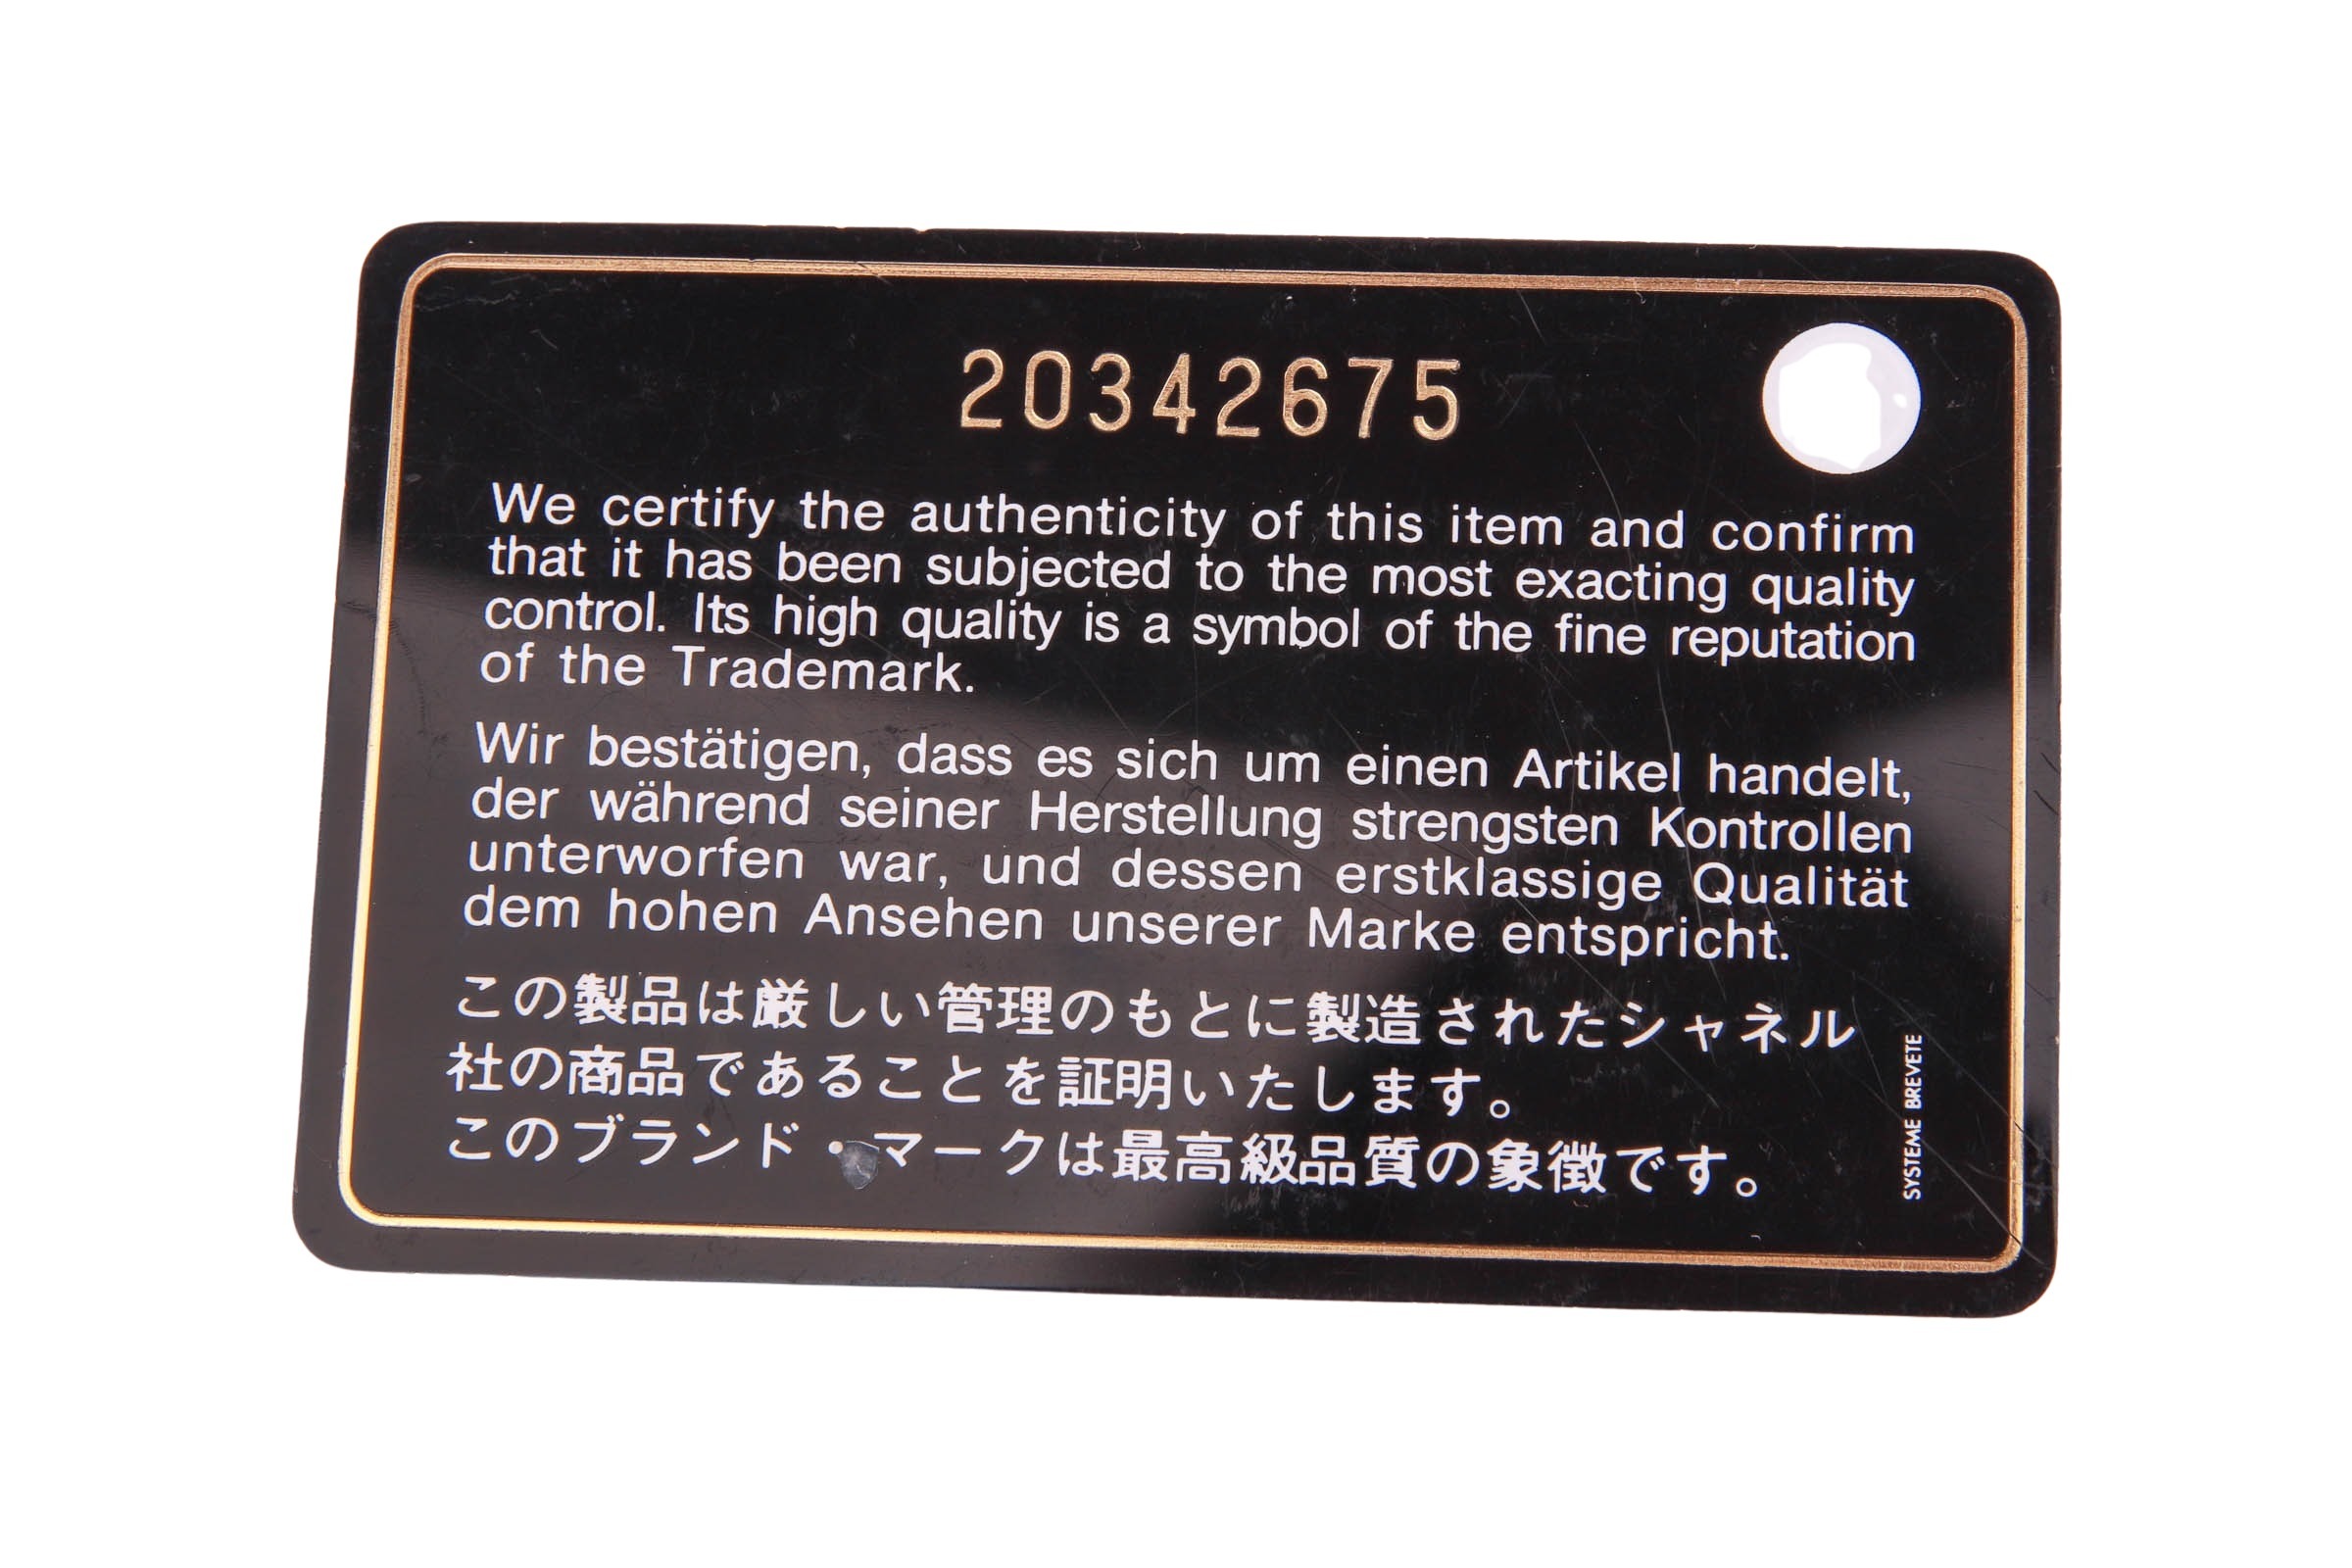 20342675
We certify the authenticity of this item and confirm
that it has been subjected to the most exacting quality
control. Its high quality is a symbol of the fine reputation
of the Trademark.
Wir bestätigen, dass es sich um einen Artikel handelt,
der während seiner Herstellung strengsten Kontrollen
unterworfen war, und dessen erstklassige Qualität
dem hohen Ansehen unserer Marke entspricht.
この製品は厳しい管理のもとに製造されたシャネル
社の商品であることを証明いたします。
このブランド・マークは最高級品質の象徴です。
SYSTEME BREVETE